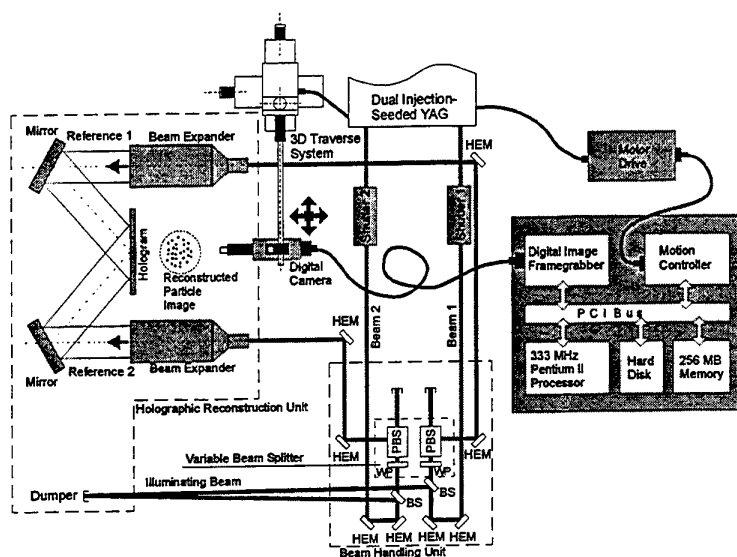 Dual Injection-
Seeded YAG
Mirror
Reference 1
Beam Expander
3D Traverse
System
HEM
Motor
Drive
Shutter 2
Shutter 1
Hologram
Reconstructed
Particle
Image
Digital
Camera
Digital Image
Framegrabber
Motion
Controller
PCI Bus
333 MHz
Pentium II
Processor
Hard
Disk
256 MB
Memory
Beam 2
Beam 1
HEM
Mirror
Reference 2
Beam Expander
Holographic Reconstruction Unit
HEM
PBS
PBS
HEM
Variable Beam Splitter
WP
WP
Illuminating Beam
BS
BS
Dumper
HEM
HEM
HEM
HEM
Beam Handling Unit